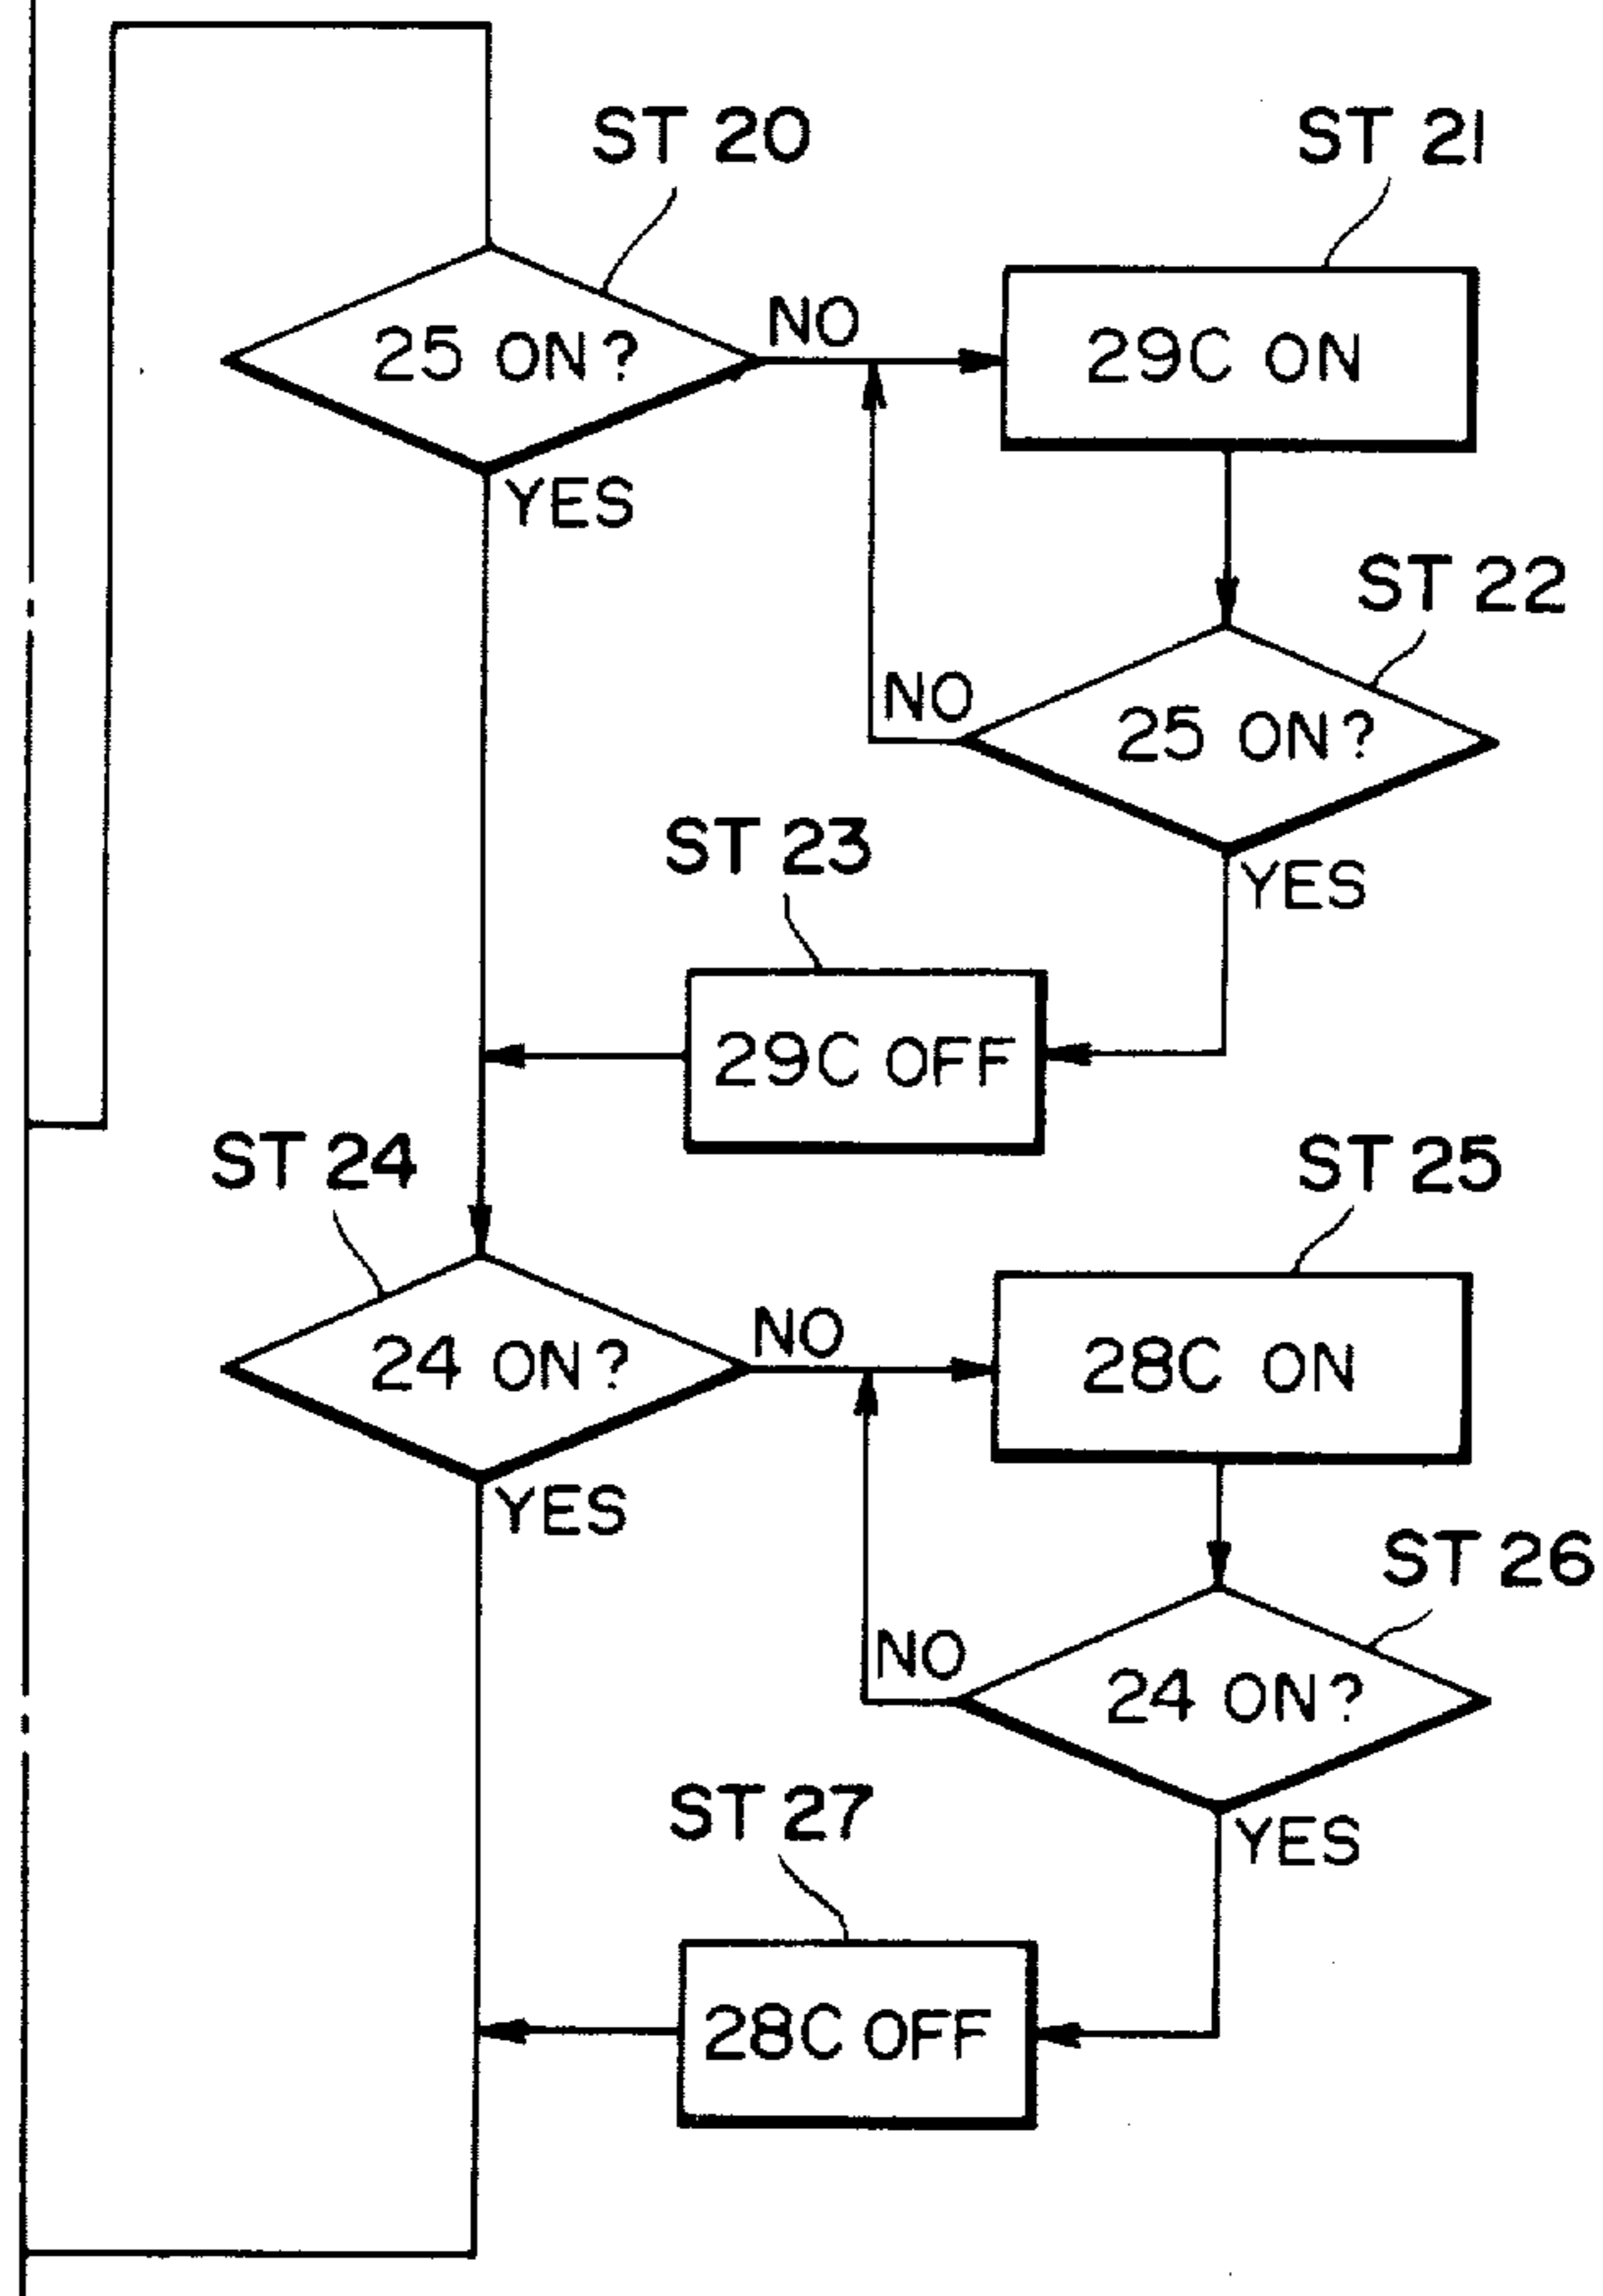 ST 20
ST 21
25 ON?
NO
29C ON
YES
ST 22
NO
25 ON?
ST 23
YES
29C OFF
ST 24
ST 25
24 ON?
NO
28C ON
YES
ST 26
NO
24 ON?
ST 27
YES
28C OFF